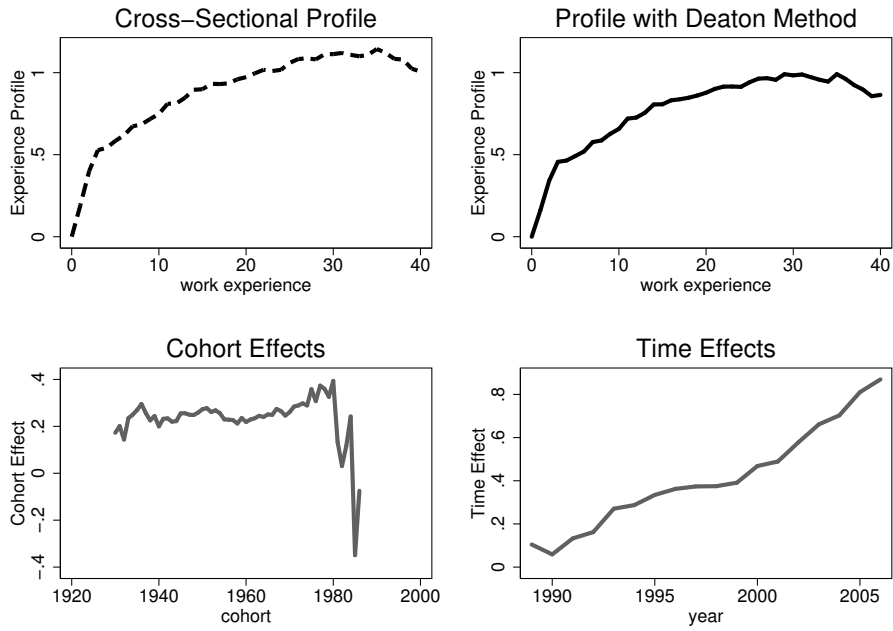 Cross−Sectional Profile
Experience Profile
0 .5 1
0 10 20 30 40
work experience
Profile with Deaton Method
Experience Profile
0 .5 1
0 10 20 30 40
work experience
Cohort Effects
Cohort Effect
−.4 −.2 0 .2 .4
1920 1940 1960 1980 2000
cohort
Time Effects
Time Effect
0 .2 .4 .6 .8
1990 1995 2000 2005
year